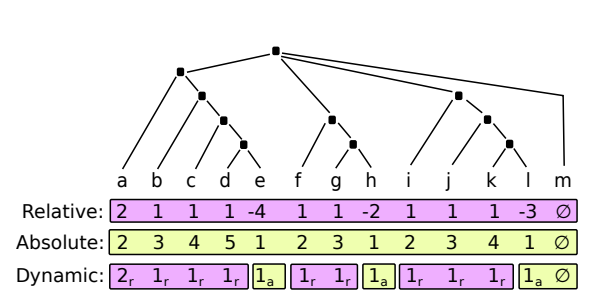 a b c d e f g h i j k l m
Relative: 2 1 1 1 -4 1 1 -2 1 1 1 -3 ∅
Absolute: 2 3 4 5 1 2 3 1 2 3 4 1 ∅
Dynamic: 2r 1r 1r 1r 1a 1r 1r 1a 1r 1r 1r 1a ∅